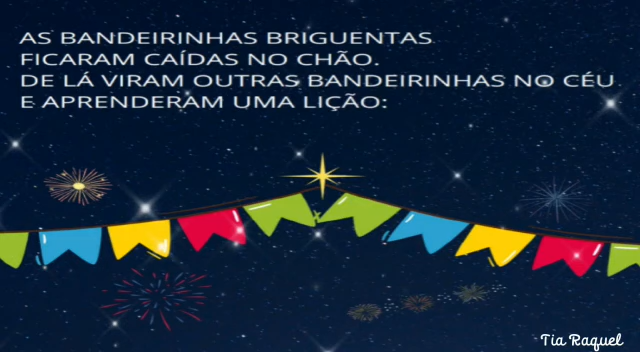 AS BANDEIRINHAS BRIGUENTAS
FICARAM CAÍDAS NO CHÃO.
DE LÁ VIRAM OUTRAS BANDEIRINHAS NO CÉU
E APRENDERAM UMA LIÇÃO:
Tia Raquel